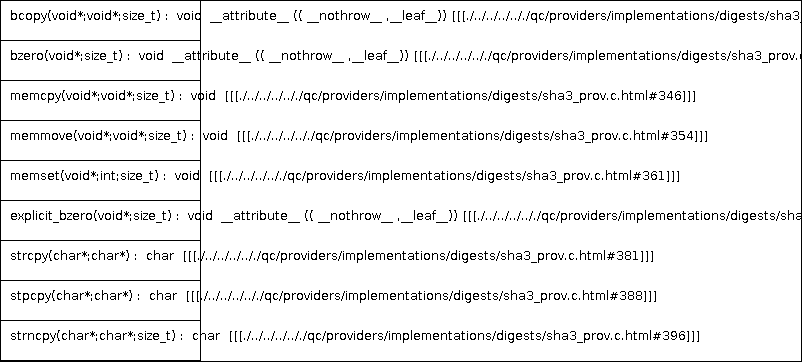 bcopy(void*;void*;size_t) : void __attribute__ (( __nothrow__ ,__leaf__)) [[[./../../../././qc/providers/implementations/digests/sha3
bzero(void*;size_t) : void __attribute__ (( __nothrow__ ,__leaf__)) [[[./../../../././qc/providers/implementations/digests/sha3_prov.c
memcpy(void*;void*;size_t) : void [[[./../../../././qc/providers/implementations/digests/sha3_prov.c.html#346]]]
memmove(void*;void*;size_t) : void [[[./../../../././qc/providers/implementations/digests/sha3_prov.c.html#354]]]
memset(void*;int;size_t) : void [[[./../../../././qc/providers/implementations/digests/sha3_prov.c.html#361]]]
explicit_bzero(void*;size_t) : void __attribute__ (( __nothrow__ ,__leaf__)) [[[./../../../././qc/providers/implementations/digests/sha
strcpy(char*;char*) : char [[[./../../../././qc/providers/implementations/digests/sha3_prov.c.html#381]]]
stpcpy(char*;char*) : char [[[./../../../././qc/providers/implementations/digests/sha3_prov.c.html#388]]]
strncpy(char*;char*;size_t) : char [[[./../../../././qc/providers/implementations/digests/sha3_prov.c.html#396]]]